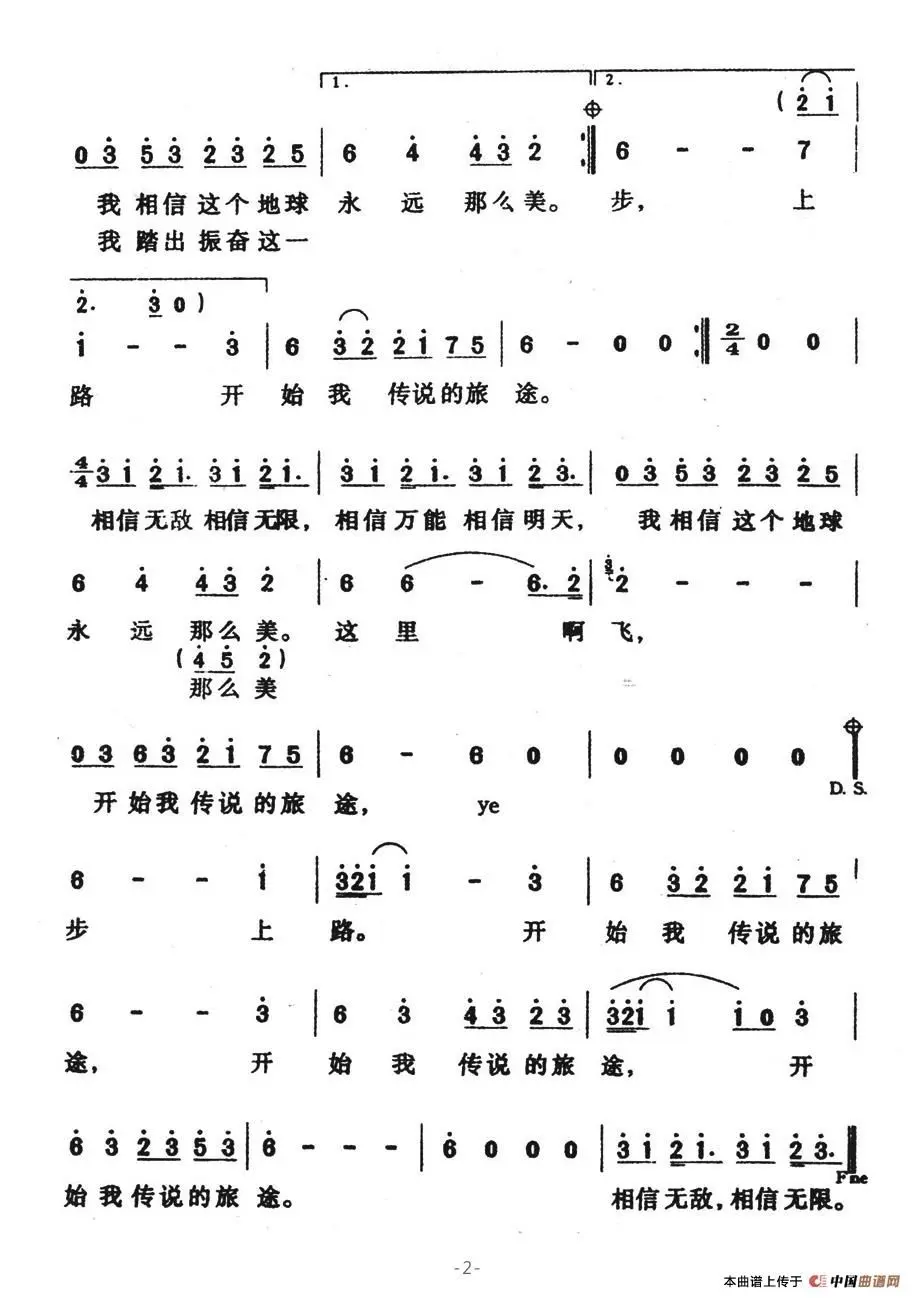 1. 2.
( 2 1
0 3 5 3 2 3 2 5 | 6 4 4 3 2 :| 6 - - 7 |
我相信这个地球 永远 那么美。 步, 上
我踏出振奋这一
2. 3 0 )
1 - - 3 | 6 3 2 2 1 7 5 | 6 - 0 0 :| 2/4 0 0 |
路 开 始我 传说的旅 途。
4/4 3 1 2 1. 3 1 2 1. | 3 1 2 1. 3 1 2 3. | 0 3 5 3 2 3 2 5 |
相信无敌相信无限, 相信万能 相信明天, 我相信这个地球
6 4 4 3 2 | 6 6 - 6. 2 | 3 2 - - - |
永远 那么美。 这里 啊飞,
( 4 5 2 )
那么美
0 3 6 3 2 1 7 5 | 6 - 6 0 | 0 0 0 0
D. S.
开始我传说的旅 途, ye
6 - - 1 | 3 2 1 1 - 3 | 6 3 2 2 1 7 5 |
步 上 路。 开 始我 传说的旅
6 - - 3 | 6 3 4 3 2 3 | 3 2 1 1 1 0 3 |
途, 开 始 我 传说的旅 途, 开
6 3 2 3 5 3 | 6 - - - | 6 0 0 0 | 3 1 2 1. 3 1 2 3. ||
Fine
始我传说的旅 途。 相信无敌,相信无限。
-2-
本曲谱上传于 中国曲谱网